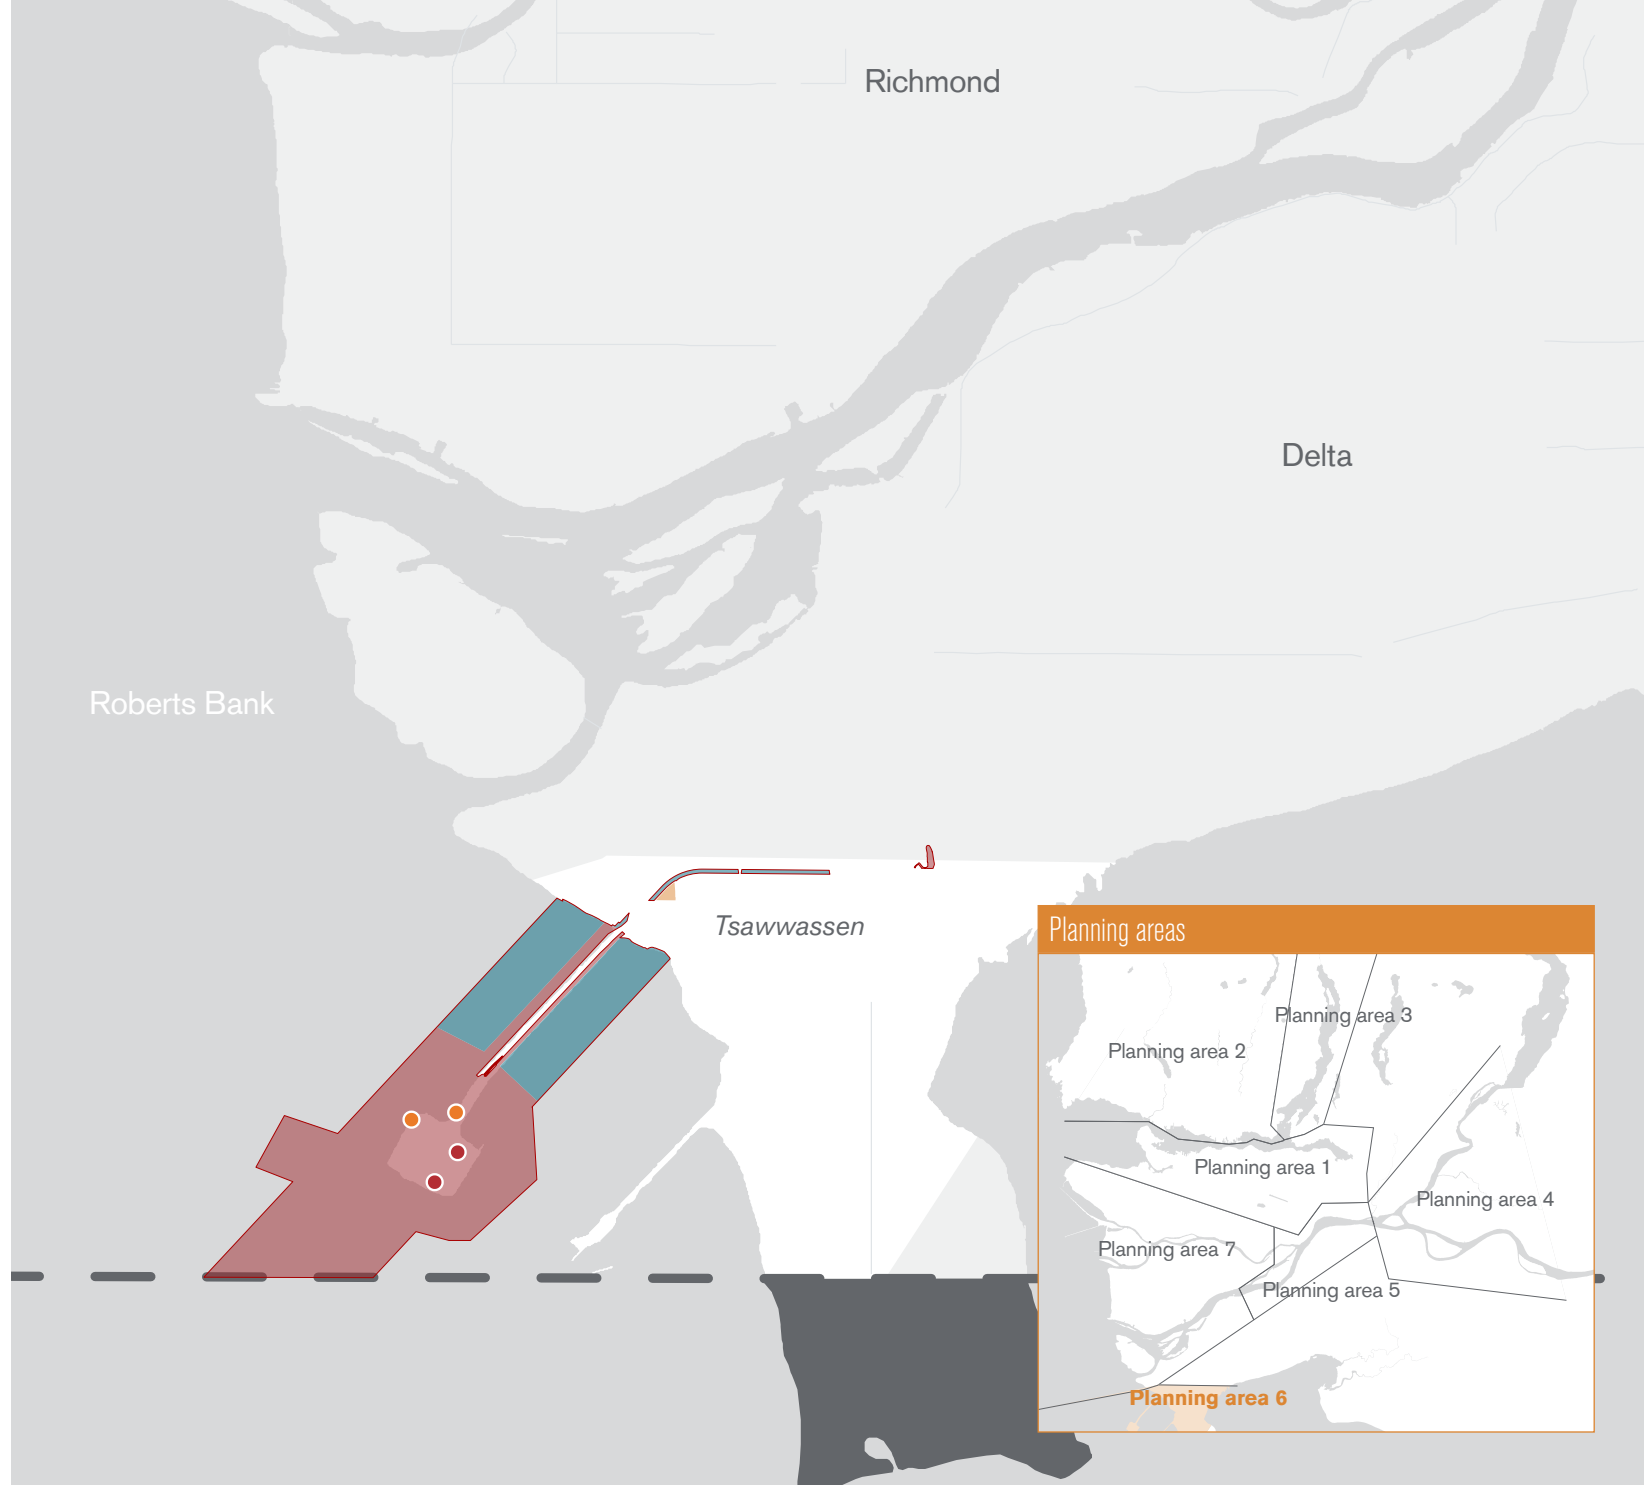 Richmond
Delta
Roberts Bank
Tsawwassen
Planning areas
Planning area 3
Planning area 2
Planning area 1
Planning area 4
Planning area 7
Planning area 5
Planning area 6